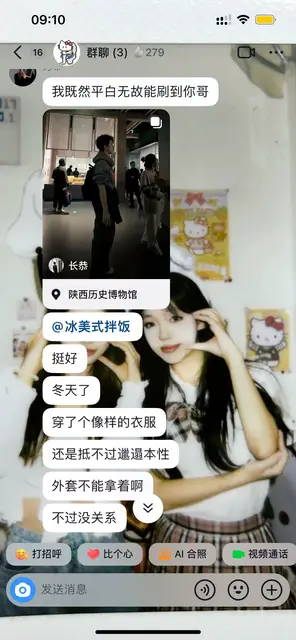 09:10
16
群聊 (3)
279
我既然平白无故能刷到你哥
长恭
陕西历史博物馆
@冰美式拌饭
挺好
冬天了
穿了个像样的衣服
还是抵不过邋遢本性
外套不能拿着啊
不过没关系
打招呼
比个心
AI 合照
视频通话
发送消息